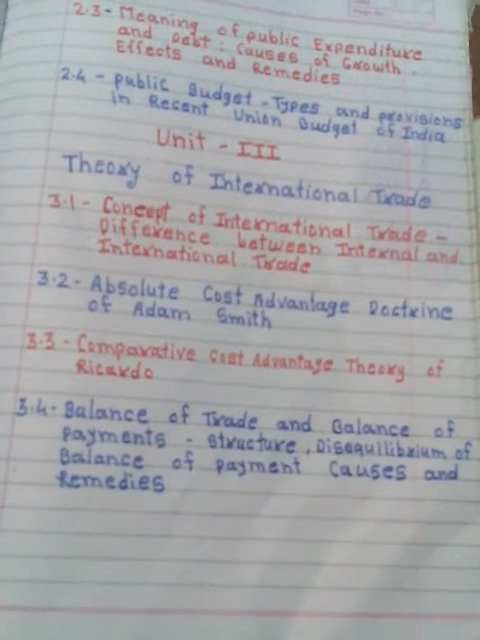 2.3 - Meaning of public Expenditure
and Debt: Causes of Growth.
Effects and Remedies
2.4 - public Budget - Types and provisions
in Recent Union Budget of India
Unit - III
Theory of International Trade
3.1 - Concept of International Trade -
Difference between Internal and
International Trade
3.2 - Absolute Cost Advantage Doctrine
of Adam Smith
3.3 - Comparative cost Advantage Theory of
Ricardo
3.4 - Balance of Trade and Balance of
payments - structure, Disequilibrium of
Balance of payment Causes and
Remedies